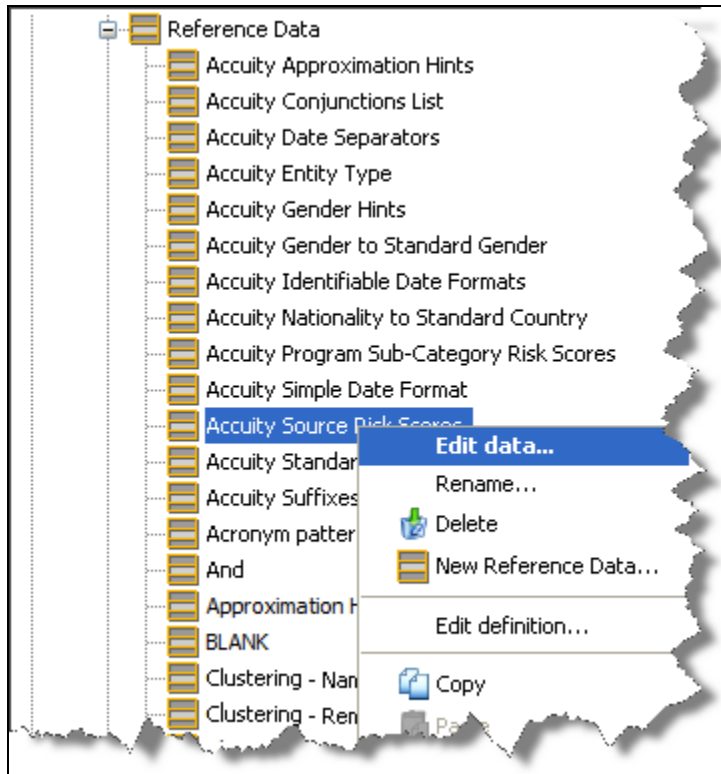 Reference Data
Accuity Approximation Hints
Accuity Conjunctions List
Accuity Date Separators
Accuity Entity Type
Accuity Gender Hints
Accuity Gender to Standard Gender
Accuity Identifiable Date Formats
Accuity Nationality to Standard Country
Accuity Program Sub-Category Risk Scores
Accuity Simple Date Format
Accuity Source Risk Scores
Accuity Standar
Accuity Suffixes
Acronym patter
And
Approximation H
BLANK
Clustering - Nam
Clustering - Ren
Edit data...
Rename...
Delete
New Reference Data...
Edit definition...
Copy
Paste